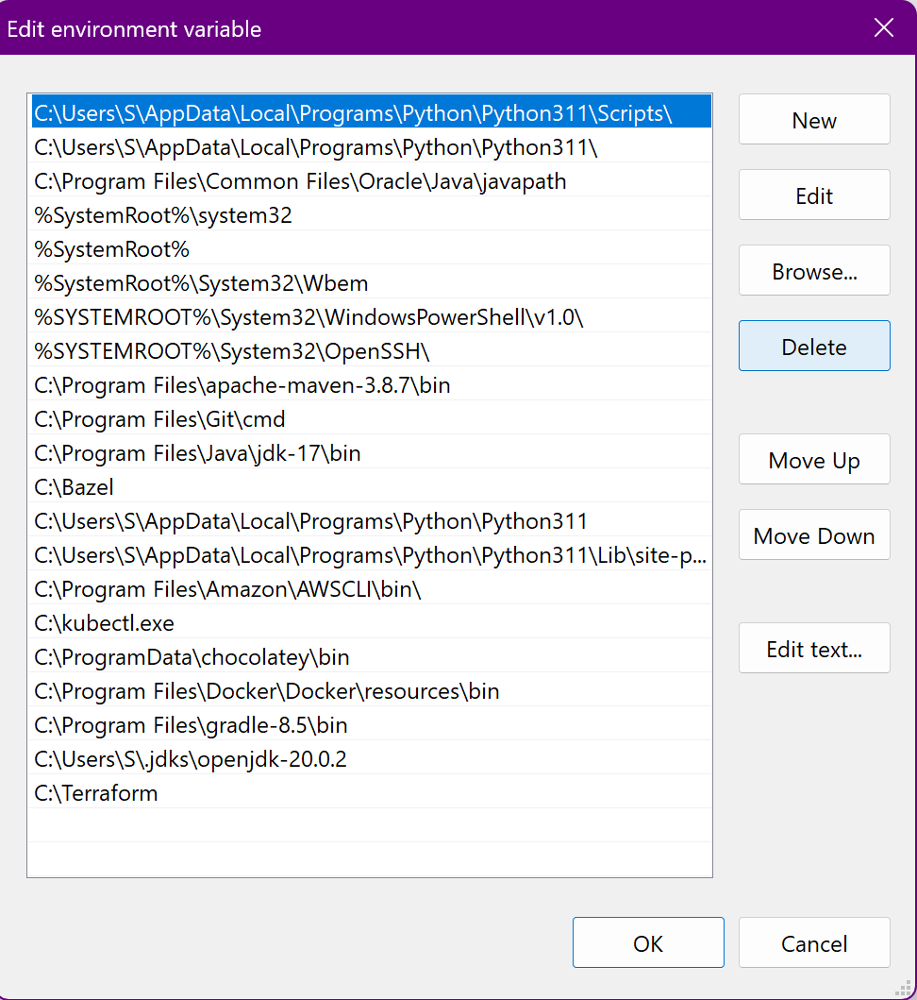 Edit environment variable
C:\Users\S\AppData\Local\Programs\Python\Python311\Scripts\
New
C:\Users\S\AppData\Local\Programs\Python\Python311\
C:\Program Files\Common Files\Oracle\Java\javapath
Edit
%SystemRoot%\system32
%SystemRoot%
Browse...
%SystemRoot%\System32\Wbem
%SYSTEMROOT%\System32\WindowsPowerShell\v1.0\
Delete
%SYSTEMROOT%\System32\OpenSSH\
C:\Program Files\apache-maven-3.8.7\bin
C:\Program Files\Git\cmd
C:\Program Files\Java\jdk-17\bin
Move Up
C:\Bazel
C:\Users\S\AppData\Local\Programs\Python\Python311
Move Down
C:\Users\S\AppData\Local\Programs\Python\Python311\Lib\site-p...
C:\Program Files\Amazon\AWSCLI\bin\
C:\kubectl.exe
C:\ProgramData\chocolatey\bin
Edit text...
C:\Program Files\Docker\Docker\resources\bin
C:\Program Files\gradle-8.5\bin
C:\Users\S\.jdks\openjdk-20.0.2
C:\Terraform
OK
Cancel